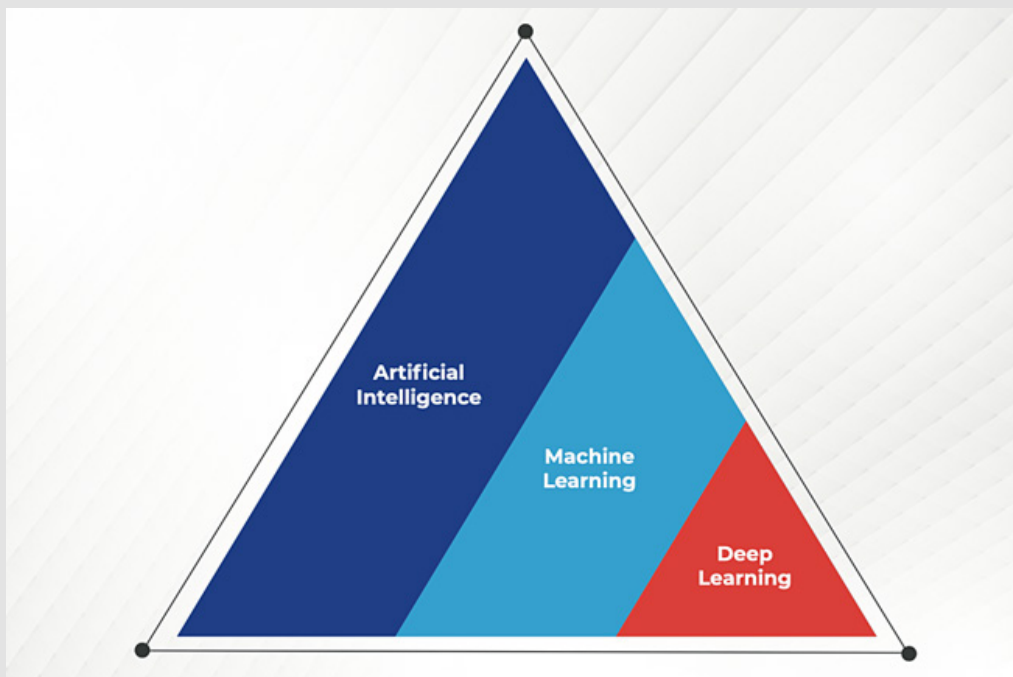 Artificial
Intelligence
Machine
Learning
Deep
Learning